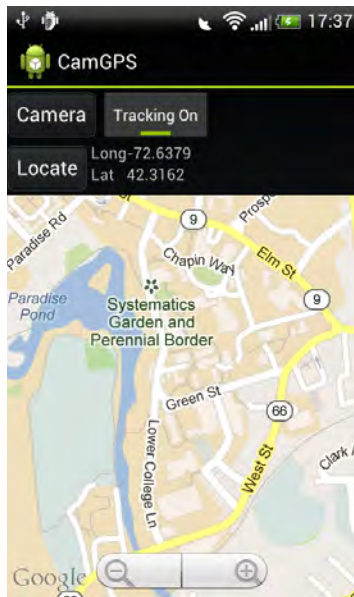 17:37
CamGPS
Camera
Tracking On
Locate
Long-72.6379
Lat 42.3162
Paradise Rd
9
Prosp
Chapin Way
Elm St
Paradise
Pond
9
Systematics
Garden and
Perennial Border
Green St
66
Lower College Ln
West St
Clark
Google